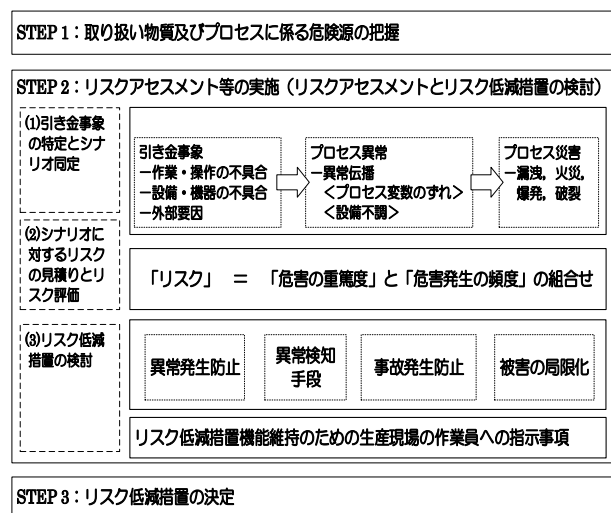 STEP 1：取り扱い物質及びプロセスに係る危険源の把握
STEP 2：リスクアセスメント等の実施（リスクアセスメントとリスク低減措置の検討）
(1)引き金事象
の特定とシナ
リオ同定
引き金事象
－作業・操作の不具合
－設備・機器の不具合
－外部要因
プロセス異常
－異常伝播
＜プロセス変数のずれ＞
＜設備不調＞
プロセス災害
－漏洩，火災，
爆発，破裂
(2)シナリオに
対するリスク
の見積りとリ
スク評価
「リスク」 ＝ 「危害の重篤度」と「危害発生の頻度」の組合せ
(3)リスク低減
措置の検討
異常発生防止
異常検知
手段
事故発生防止
被害の局限化
リスク低減措置機能維持のための生産現場の作業員への指示事項
STEP 3：リスク低減措置の決定